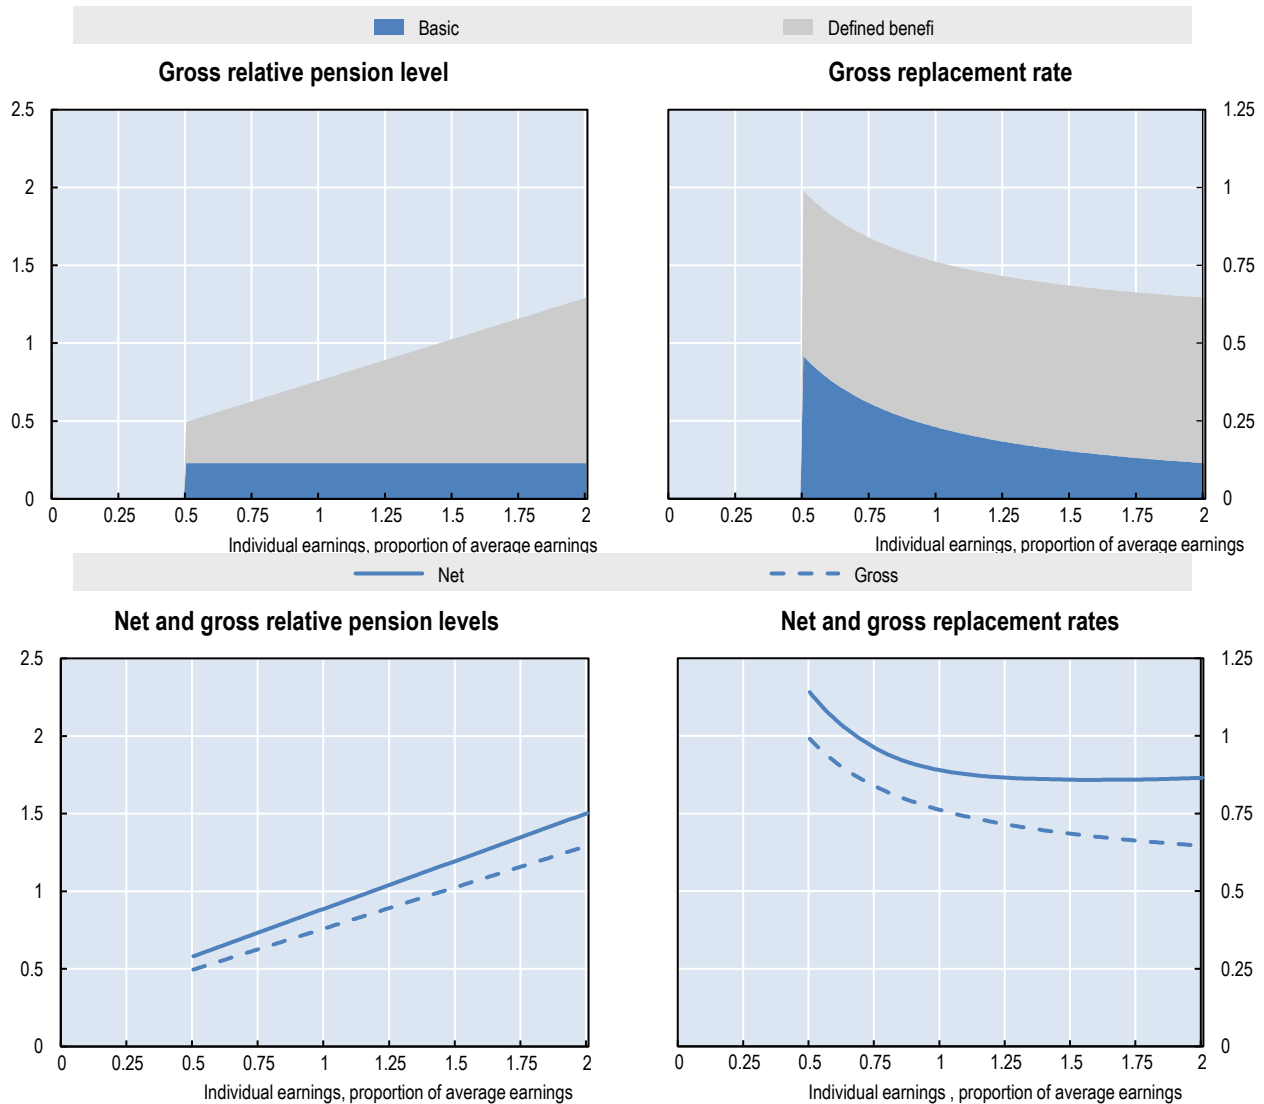 Basic Defined benefi
Gross relative pension level Gross replacement rate
2.5 1.25
2 1
1.5 0.75
1 0.5
0.5 0.25
0 0
0 0.25 0.5 0.75 1 1.25 1.5 1.75 2 0 0.25 0.5 0.75 1 1.25 1.5 1.75 2
Individual earnings, proportion of average earnings Individual earnings, proportion of average earnings
Net Gross
Net and gross relative pension levels Net and gross replacement rates
2.5 1.25
2 1
1.5 0.75
1 0.5
0.5 0.25
0 0
0 0.25 0.5 0.75 1 1.25 1.5 1.75 2 0 0.25 0.5 0.75 1 1.25 1.5 1.75 2
Individual earnings, proportion of average earnings Individual earnings , proportion of average earnings